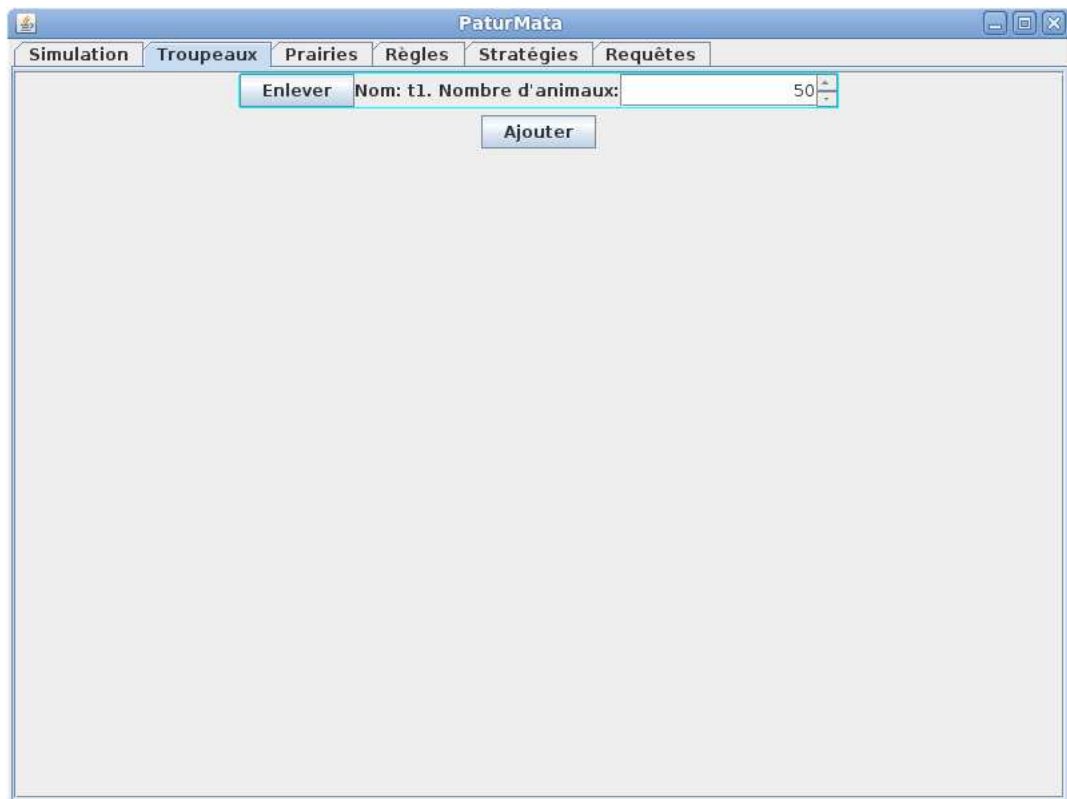 PaturMata
Simulation Troupeaux Prairies Règles Stratégies Requêtes
Enlever Nom: t1. Nombre d'animaux: 50
Ajouter